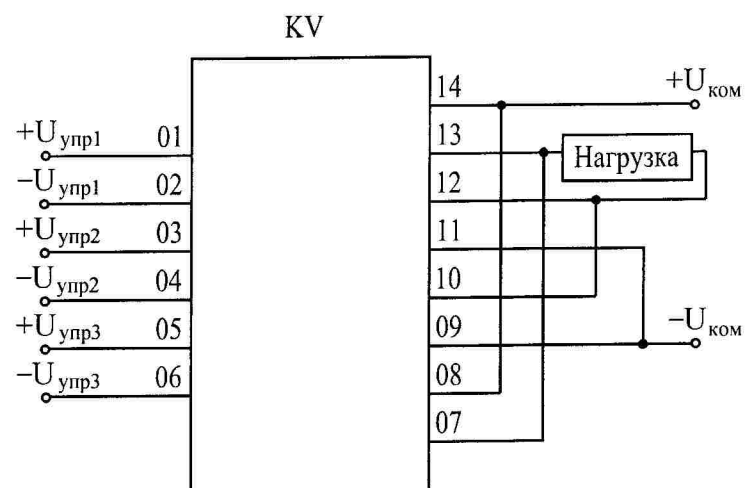 KV
14
+Uком
+Uупр1 01
13
Нагрузка
−Uупр1 02
12
+Uупр2 03
11
−Uупр2 04
10
+Uупр3 05
09
−Uком
−Uупр3 06
08
07